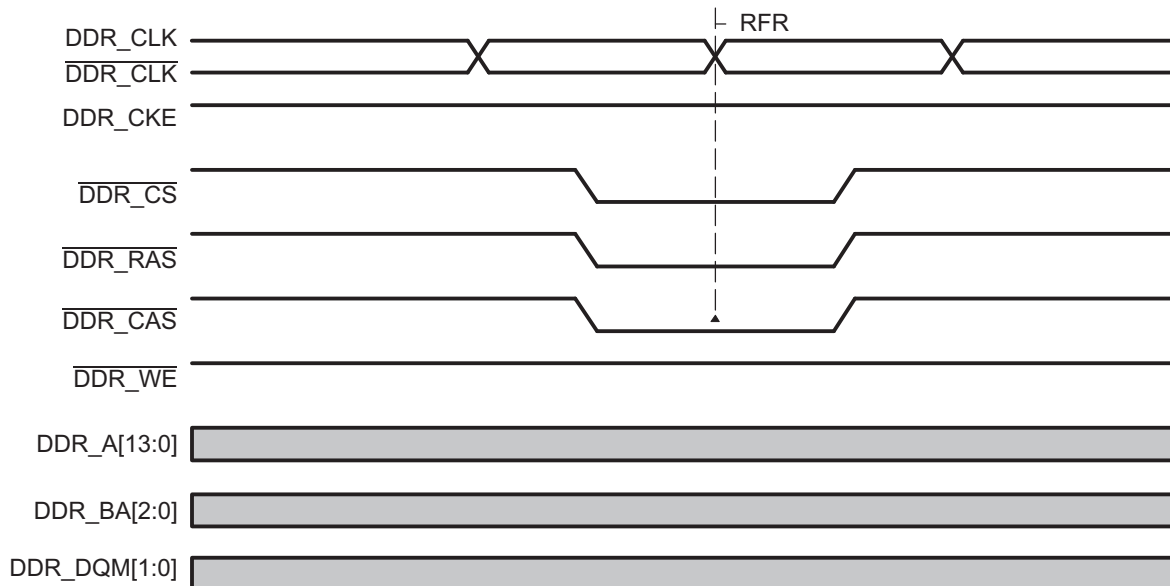 RFR
DDR_CLK
DDR_CLK
DDR_CKE
DDR_CS
DDR_RAS
DDR_CAS
DDR_WE
DDR_A[13:0]
DDR_BA[2:0]
DDR_DQM[1:0]